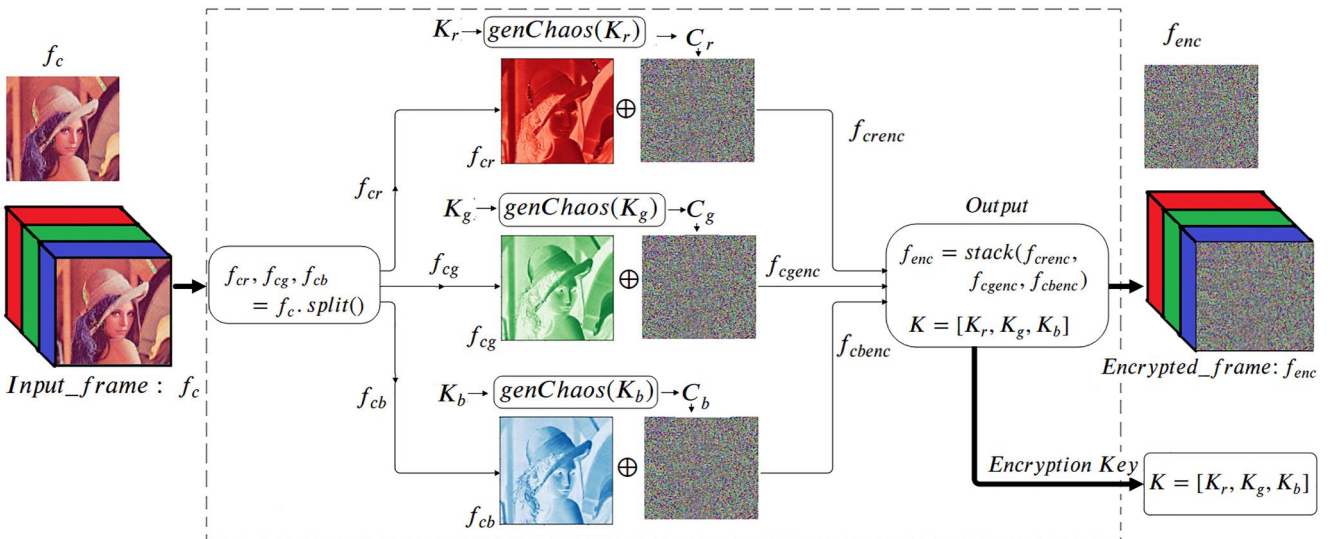 f_c
Input_frame : f_c
f_cr, f_cg, f_cb
= f_c.split()
f_cr
f_cg
f_cb
K_r
genChaos(K_r)
C_r
f_cr
⊕
f_crenc
K_g
genChaos(K_g)
C_g
f_cg
⊕
f_cgenc
K_b
genChaos(K_b)
C_b
f_cb
⊕
f_cbenc
Output
f_enc = stack(f_crenc,
f_cgenc, f_cbenc)
K = [K_r, K_g, K_b]
f_enc
Encrypted_frame: f_enc
Encryption Key
K = [K_r, K_g, K_b]